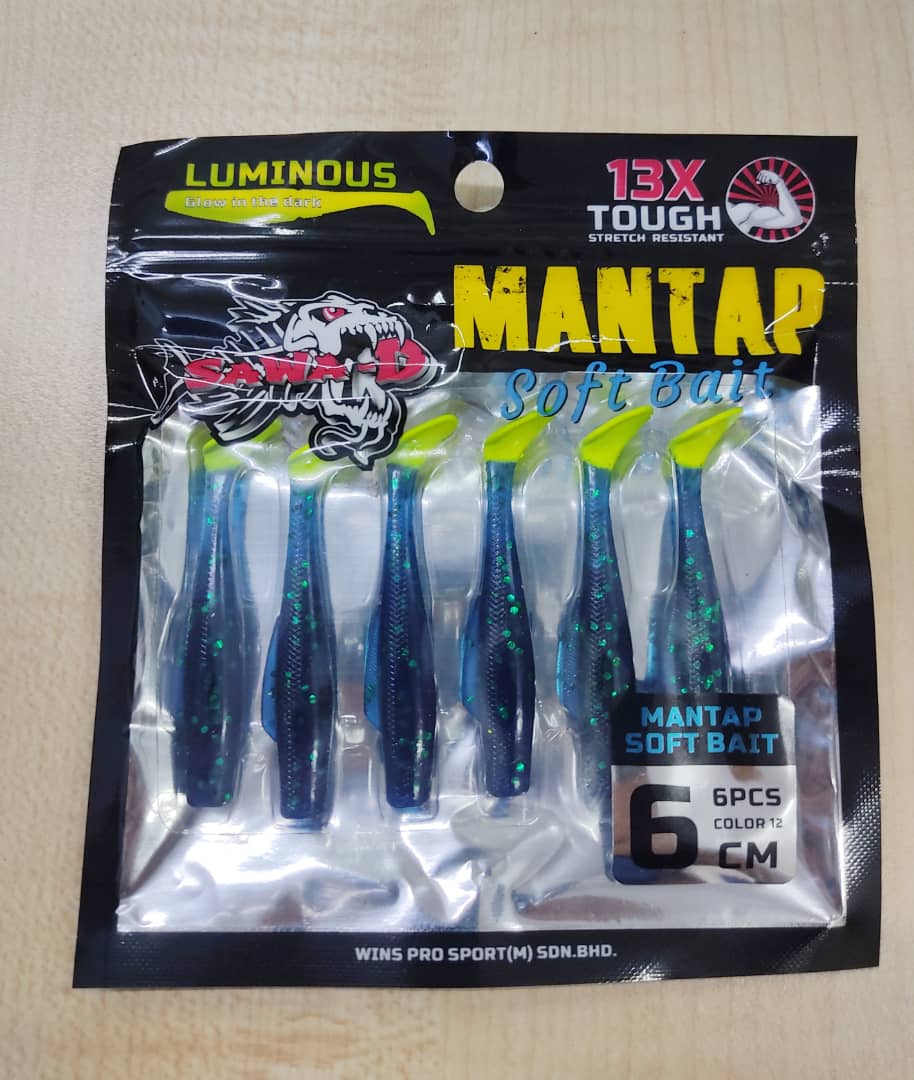 LUMINOUS
Glow in the dark
13X
TOUGH
STRETCH RESISTANT
MANTAP
SAWA-D
Soft Bait
MANTAP
SOFT BAIT
6
6PCS
COLOR 12
CM
WINS PRO SPORT(M) SDN.BHD.